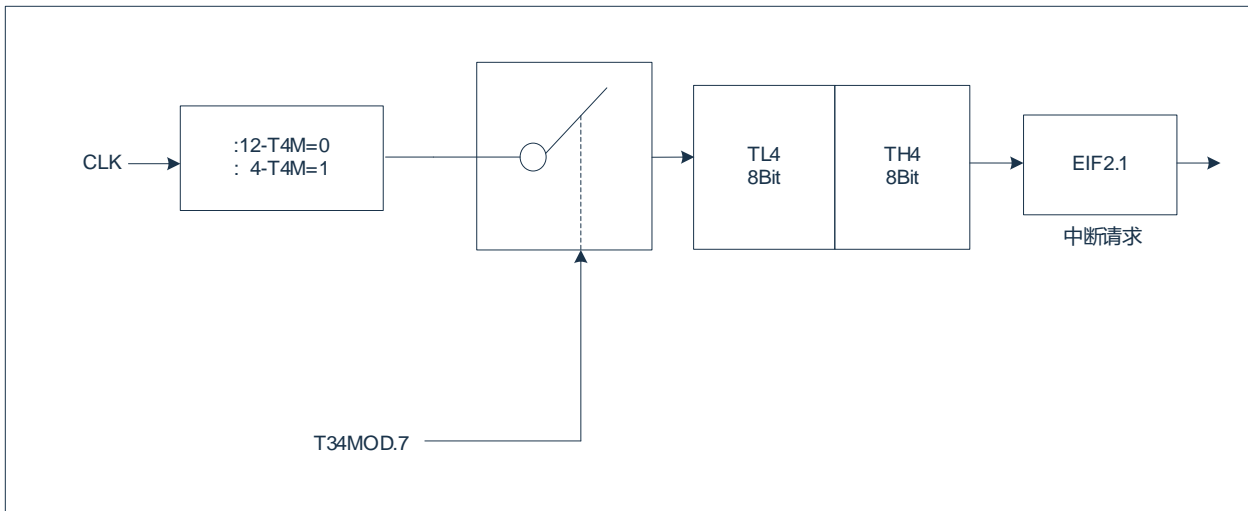 :12-T4M=0
: 4-T4M=1
CLK
TL4
8Bit
TH4
8Bit
EIF2.1
中断请求
T34MOD.7